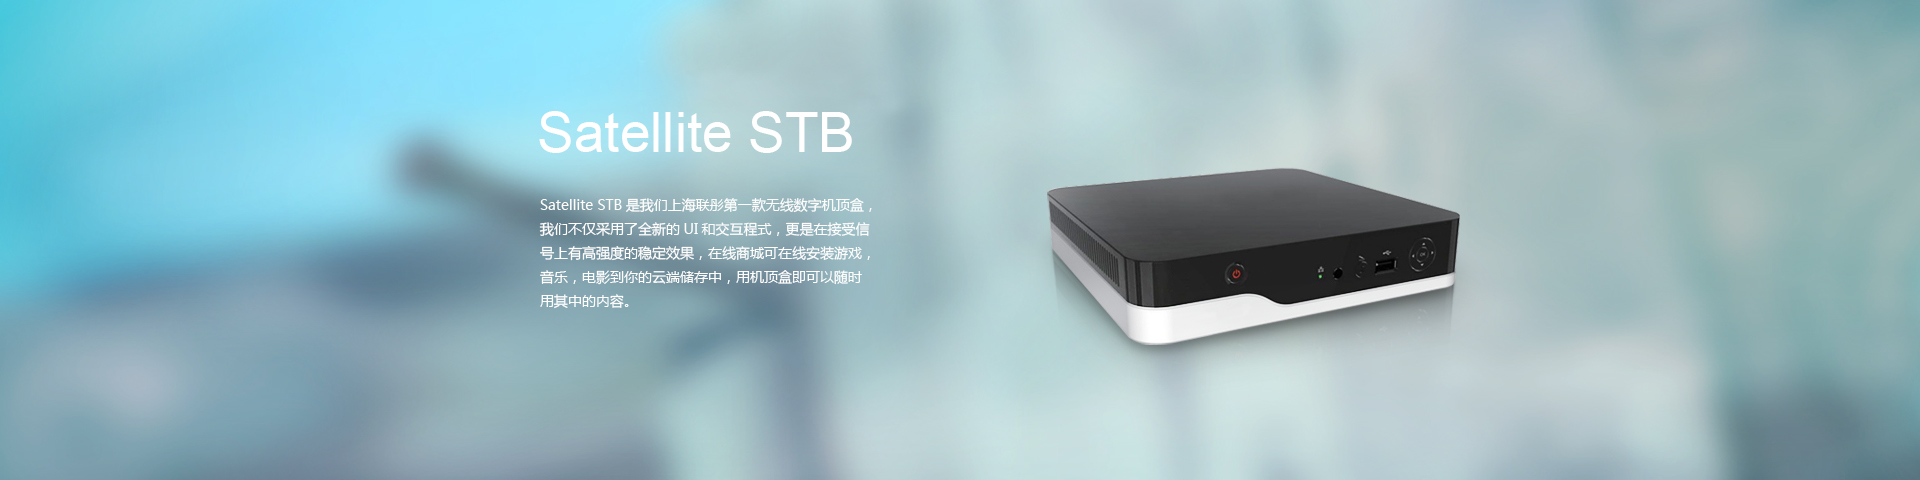 Satellite STB
Satellite STB 是我们上海联彤第一款无线数字机顶盒，
我们不仅采用了全新的 UI 和交互程式，更是在接受信
号上有高强度的稳定效果，在线商城可在线安装游戏，
音乐，电影到你的云端储存中，用机顶盒即可以随时
用其中的内容。